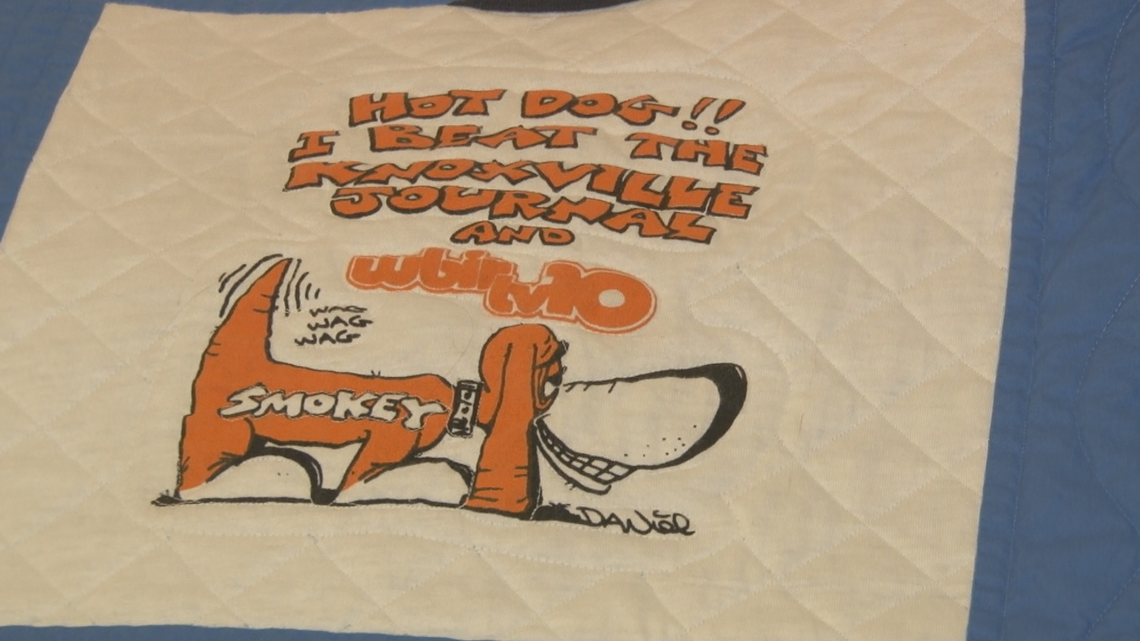 HOT DOG!!
I BEAT THE
KNOXVILLE
JOURNAL
AND
wbir
tv10
WAG
WAG
WAG
SMOKEY
DANIEL